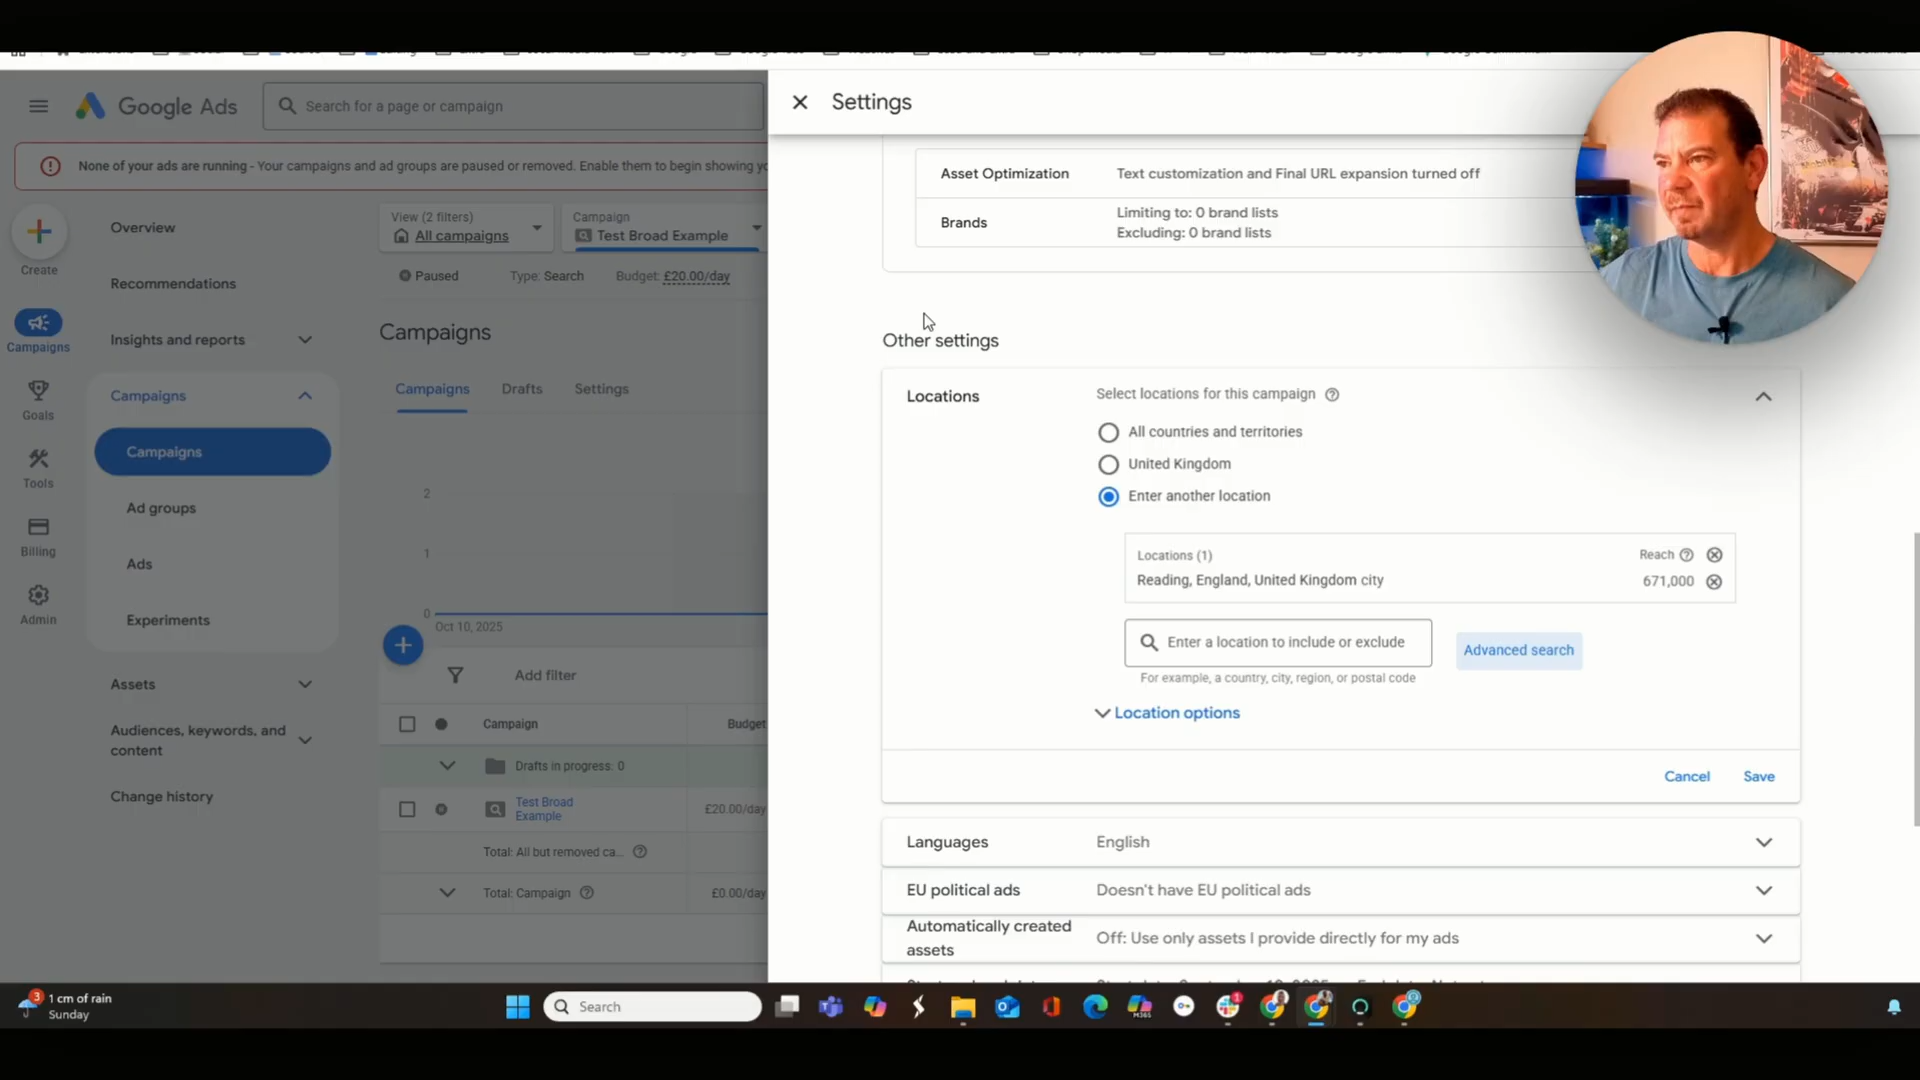 Google Ads
Search for a page or campaign
Settings
None of your ads are running - Your campaigns and ad groups are paused or removed. Enable them to begin showing
Create
Campaigns
Goals
Tools
Billing
Admin
Overview
Recommendations
Insights and reports
Campaigns
Campaigns
Ad groups
Ads
Experiments
Assets
Audiences, keywords, and
content
Change history
View (2 filters)
All campaigns
Campaign
Test Broad Example
Paused
Type: Search
Budget: £20.00/day
Campaigns
Campaigns
Drafts
Settings
2
1
0
Oct 10, 2025
Add filter
Campaign
Budget
Drafts in progress: 0
Test Broad
Example
£20.00/day
Total: All but removed ca...
Total: Campaign
£0.00/day
Asset Optimization
Text customization and Final URL expansion turned off
Brands
Limiting to: 0 brand lists
Excluding: 0 brand lists
Other settings
Locations
Select locations for this campaign
All countries and territories
United Kingdom
Enter another location
Locations (1)
Reach
Reading, England, United Kingdom city
671,000
Enter a location to include or exclude
Advanced search
For example, a country, city, region, or postal code
Location options
Cancel
Save
Languages
English
EU political ads
Doesn't have EU political ads
Automatically created
assets
Off: Use only assets I provide directly for my ads
3
1 cm of rain
Sunday
Search
M365
1